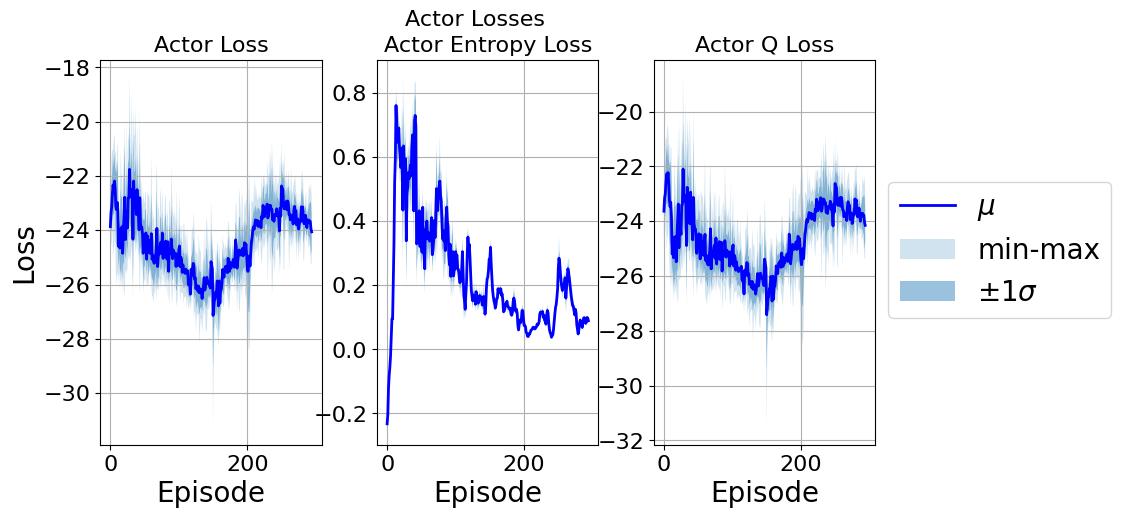 Actor Losses
Actor Loss
Actor Entropy Loss
Actor Q Loss
−18
−20
−22
−24
−26
−28
−30
Loss
0
200
Episode
0.8
0.6
0.4
0.2
0.0
−0.2
0
200
Episode
−20
−22
−24
−26
−28
−30
−32
0
200
Episode
μ
min-max
±1σ